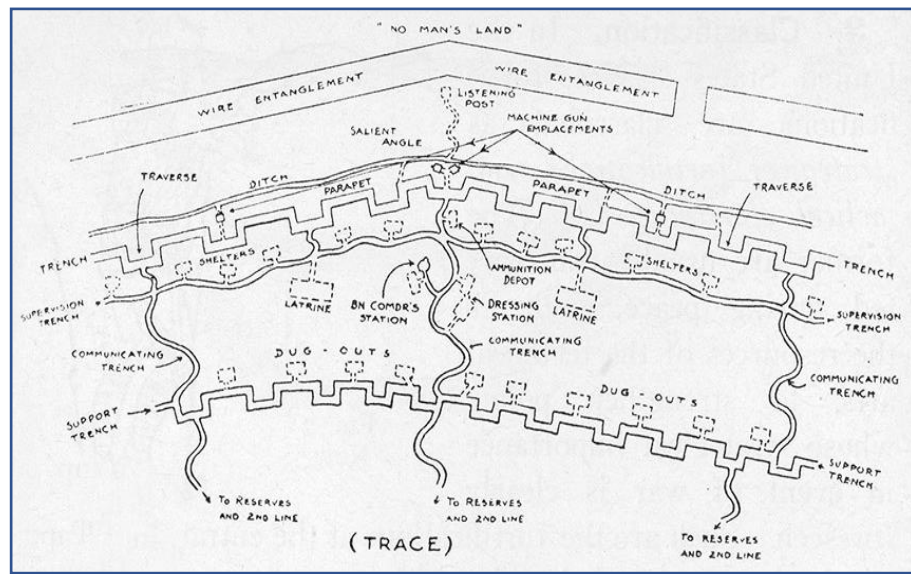 "NO MAN'S LAND"
WIRE ENTANGLEMENT
WIRE ENTANGLEMENT
LISTENING
POST
MACHINE GUN
EMPLACEMENTS
SALIENT
ANGLE
TRAVERSE
DITCH
PARAPET
PARAPET
DITCH
TRAVERSE
TRENCH
SHELTERS
AMMUNITION
DEPOT
SHELTERS
TRENCH
SUPERVISION
TRENCH
LATRINE
BN COMDR'S
STATION
DRESSING
STATION
LATRINE
SUPERVISION
TRENCH
COMMUNICATING
TRENCH
DUG OUTS
COMMUNICATING
TRENCH
DUG-OUTS
COMMUNICATING
TRENCH
SUPPORT
TRENCH
SUPPORT
TRENCH
TO RESERVES
AND 2ND LINE
TO RESERVES
AND 2ND LINE
TO RESERVES
AND 2ND LINE
(TRACE)